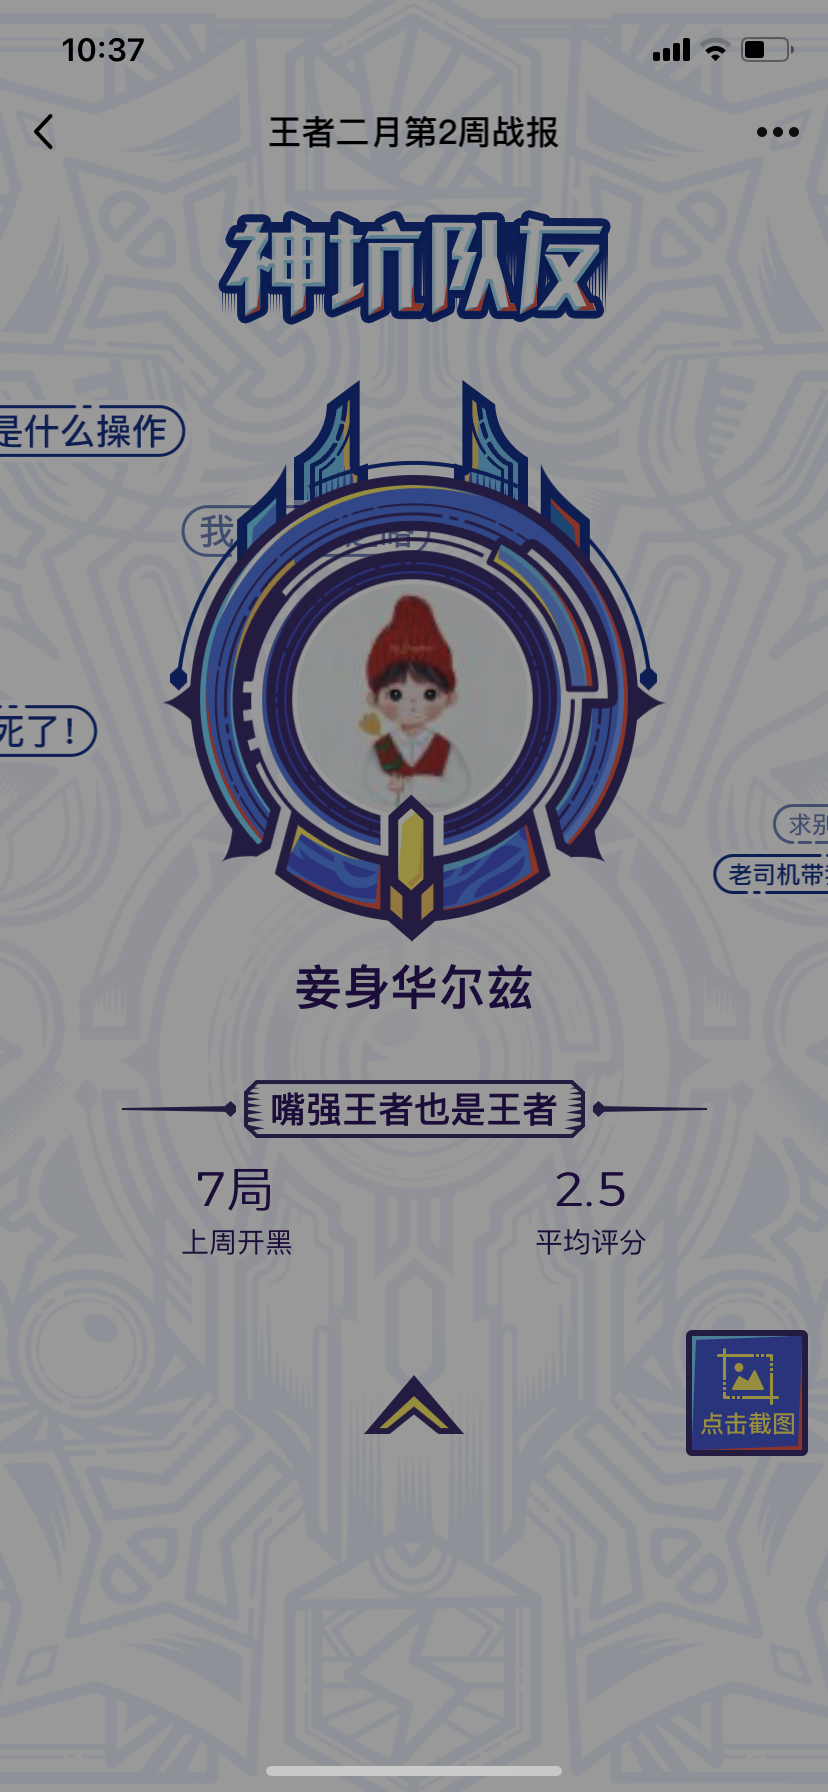 10:37
王者二月第2周战报
神坑队友
是什么操作
我
死了!
求别
老司机带
妾身华尔兹
嘴强王者也是王者
7局
2.5
上周开黑
平均评分
点击截图